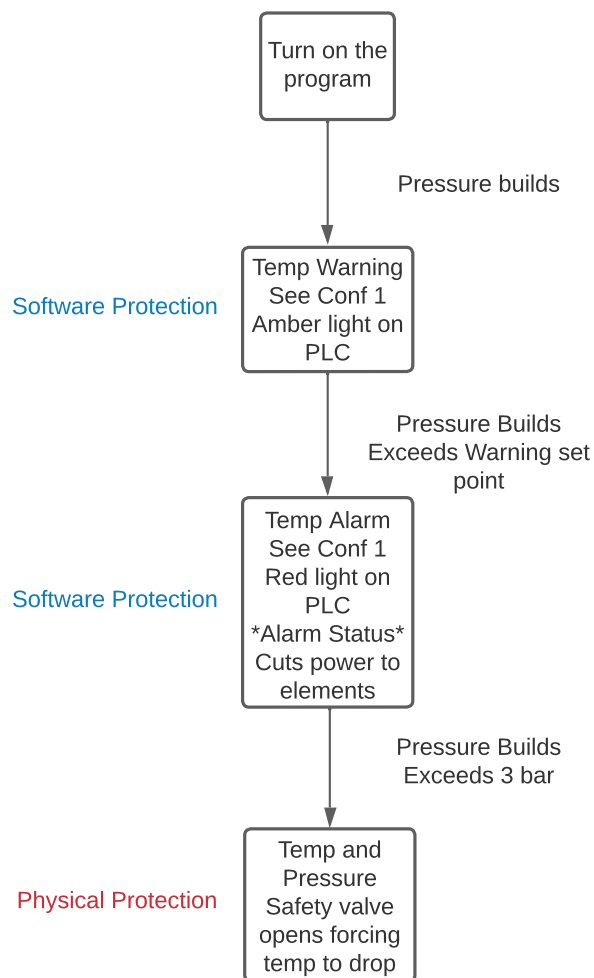 Turn on the
program
Pressure builds
Software Protection
Temp Warning
See Conf 1
Amber light on
PLC
Pressure Builds
Exceeds Warning set
point
Software Protection
Temp Alarm
See Conf 1
Red light on
PLC
*Alarm Status*
Cuts power to
elements
Pressure Builds
Exceeds 3 bar
Physical Protection
Temp and
Pressure
Safety valve
opens forcing
temp to drop